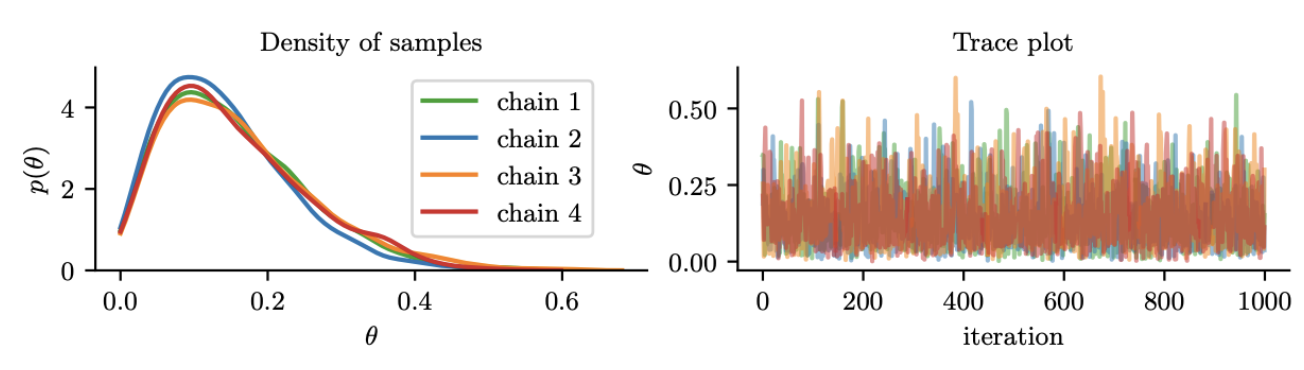 Density of samples
p(θ)
4
2
0
chain 1
chain 2
chain 3
chain 4
0.0 0.2 0.4 0.6
θ
Trace plot
θ
0.50
0.25
0.00
0 200 400 600 800 1000
iteration